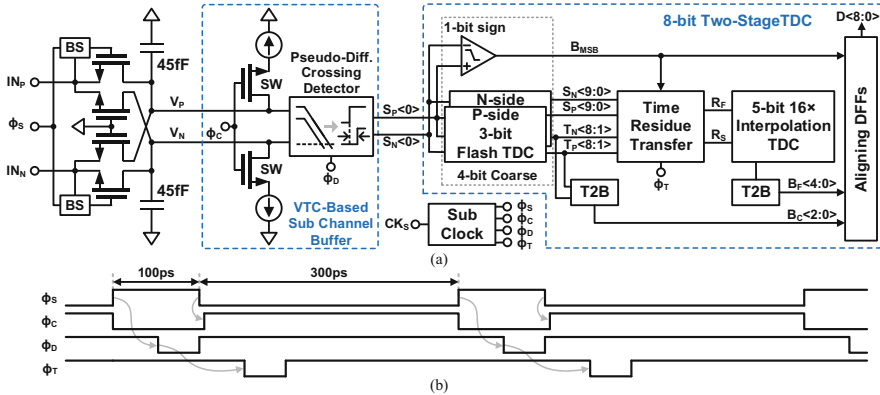 BS
45fF
IN_P
ϕ_S
IN_N
BS
45fF
V_P
V_N
SW
ϕ_C
SW
Pseudo-Diff.
Crossing
Detector
ϕ_D
VTC-Based
Sub Channel
Buffer
S_P<0>
S_N<0>
8-bit Two-StageTDC
D<8:0>
1-bit sign
B_MSB
N-side
P-side
3-bit
Flash TDC
4-bit Coarse
S_N<9:0>
S_P<9:0>
T_N<8:1>
T_P<8:1>
Time
Residue
Transfer
ϕ_T
R_F
R_S
5-bit 16×
Interpolation
TDC
T2B
T2B
B_F<4:0>
B_C<2:0>
Aligning DFFs
CK_S
Sub
Clock
ϕ_S
ϕ_C
ϕ_D
ϕ_T
(a)
100ps
300ps
ϕ_S
ϕ_C
ϕ_D
ϕ_T
(b)